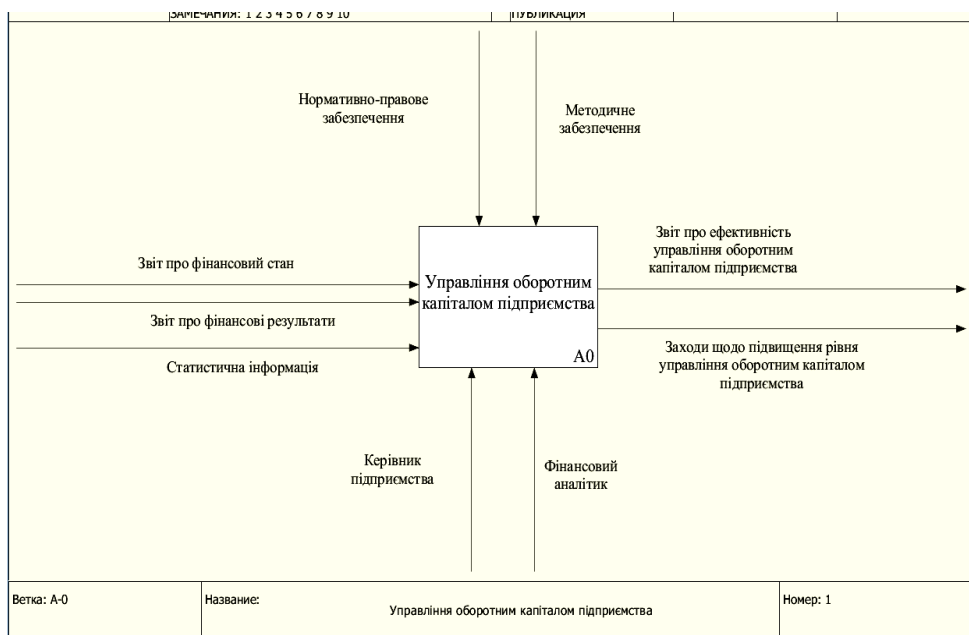 ЗАМЕЧАНИЯ: 1 2 3 4 5 6 7 8 9 10
ПУБЛИКАЦИЯ
Нормативно-правове
забезпечення
Методичне
забезпечення
Звіт про фінансовий стан
Звіт про фінансові результати
Статистична інформація
Управління оборотним
капіталом підприємства
A0
Звіт про ефективність
управління оборотним
капіталом підприємства
Заходи щодо підвищення рівня
управління оборотним капіталом
підприємства
Керівник
підприємства
Фінансовий
аналітик
Ветка: A-0
Название:
Управління оборотним капіталом підприємства
Номер: 1